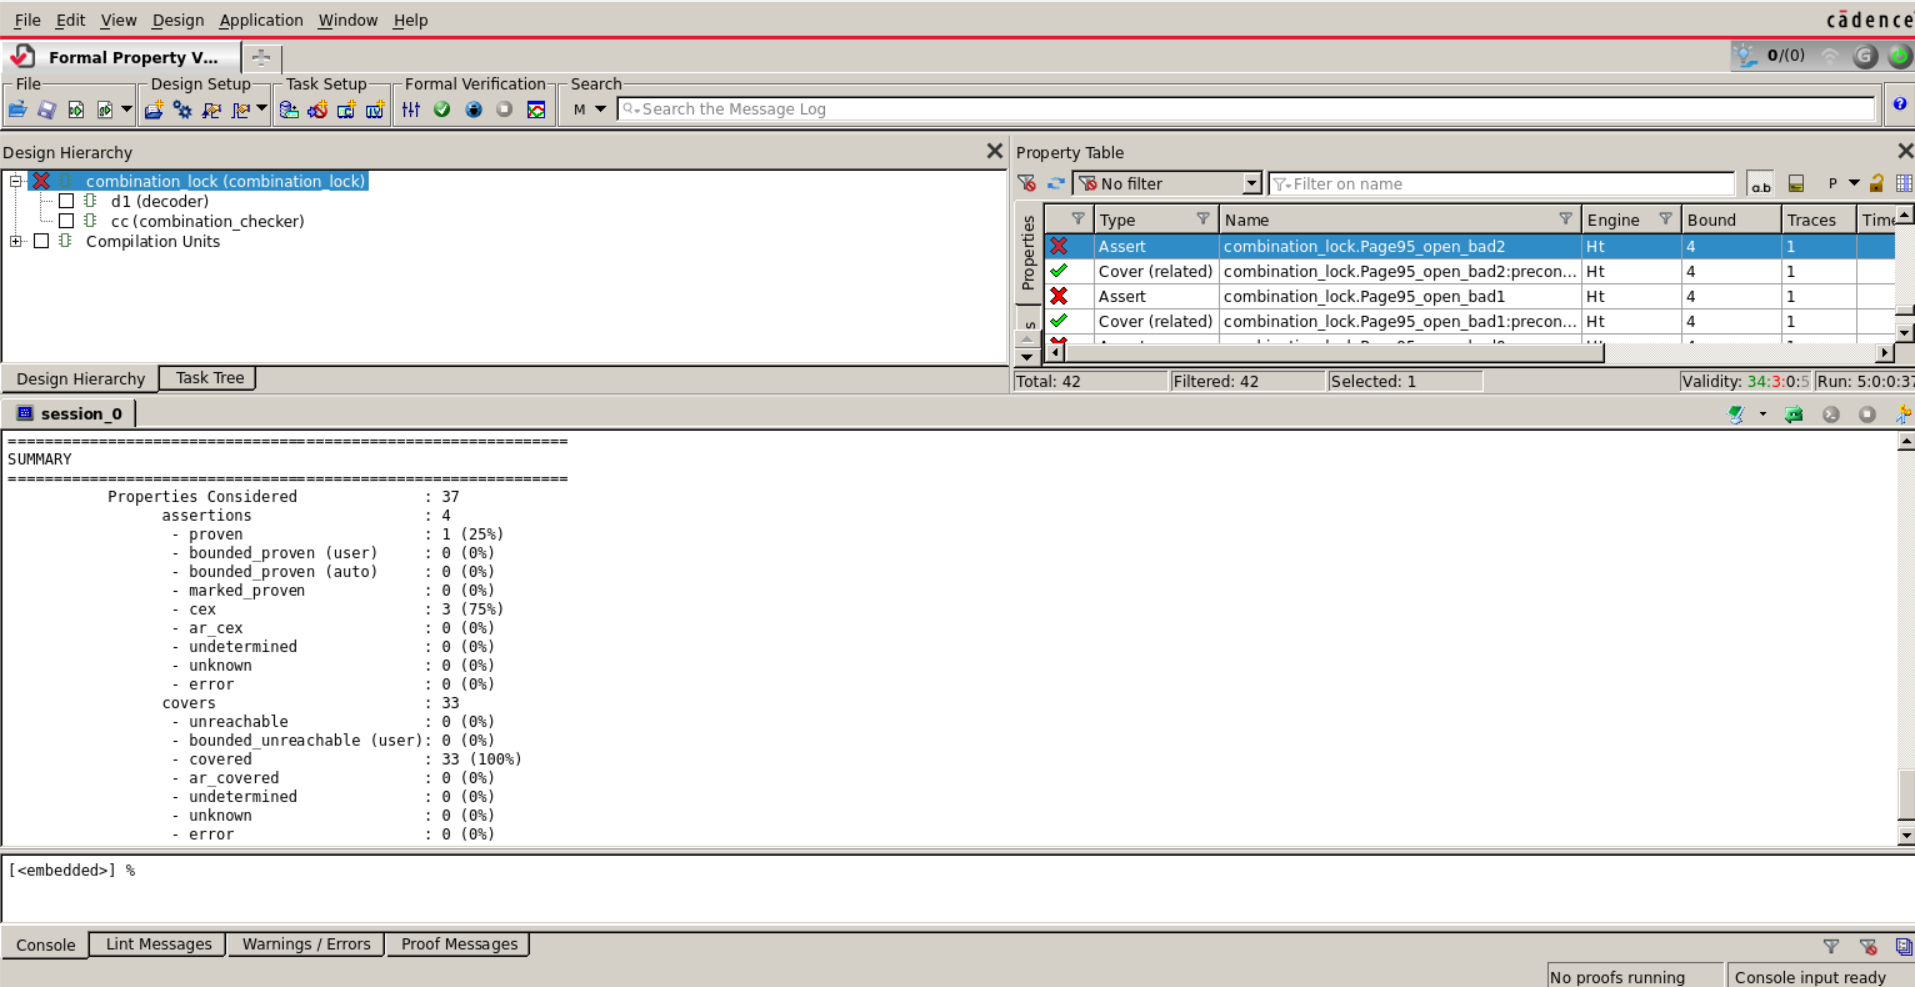 File Edit View Design Application Window Help
cādence
Formal Property V...
0/(0)
File Design Setup Task Setup Formal Verification Search
M Search the Message Log
Design Hierarchy
combination_lock (combination_lock)
d1 (decoder)
cc (combination_checker)
Compilation Units
Design Hierarchy Task Tree
Property Table
No filter Filter on name a.b P
Properties
Type Name Engine Bound Traces Time
Assert combination_lock.Page95_open_bad2 Ht 4 1
Cover (related) combination_lock.Page95_open_bad2:precon... Ht 4 1
Assert combination_lock.Page95_open_bad1 Ht 4 1
Cover (related) combination_lock.Page95_open_bad1:precon... Ht 4 1
Total: 42 Filtered: 42 Selected: 1 Validity: 34:3:0:5 Run: 5:0:0:37
session_0
==============================================================
SUMMARY
==============================================================
Properties Considered : 37
assertions : 4
- proven : 1 (25%)
- bounded_proven (user) : 0 (0%)
- bounded_proven (auto) : 0 (0%)
- marked_proven : 0 (0%)
- cex : 3 (75%)
- ar_cex : 0 (0%)
- undetermined : 0 (0%)
- unknown : 0 (0%)
- error : 0 (0%)
covers : 33
- unreachable : 0 (0%)
- bounded_unreachable (user): 0 (0%)
- covered : 33 (100%)
- ar_covered : 0 (0%)
- undetermined : 0 (0%)
- unknown : 0 (0%)
- error : 0 (0%)
[<embedded>] %
Console Lint Messages Warnings / Errors Proof Messages
No proofs running Console input ready